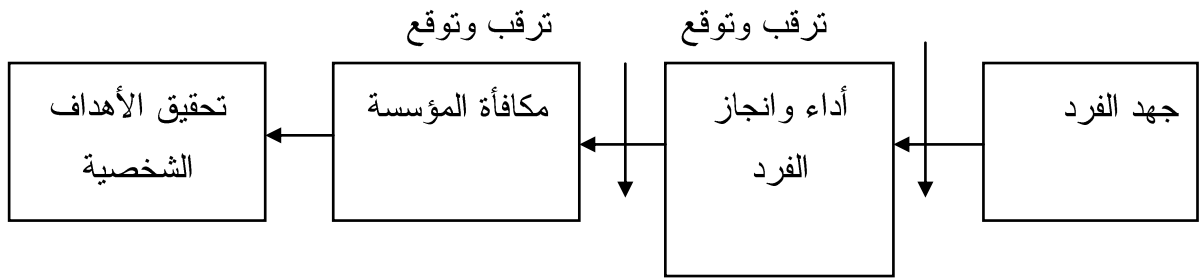 ترقب وتوقع
ترقب وتوقع
جهد الفرد
أداء وانجاز
الفرد
مكافأة المؤسسة
تحقيق الأهداف
الشخصية